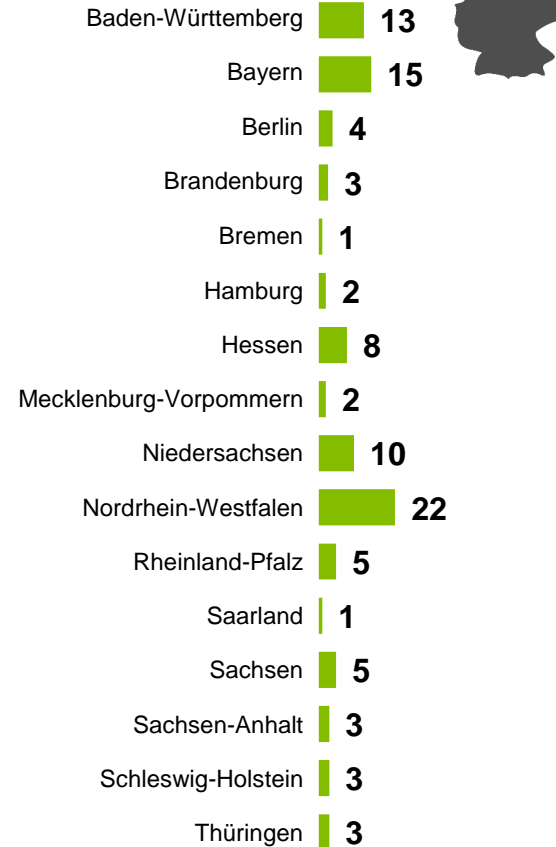 Baden-Württemberg 13
Bayern 15
Berlin 4
Brandenburg 3
Bremen 1
Hamburg 2
Hessen 8
Mecklenburg-Vorpommern 2
Niedersachsen 10
Nordrhein-Westfalen 22
Rheinland-Pfalz 5
Saarland 1
Sachsen 5
Sachsen-Anhalt 3
Schleswig-Holstein 3
Thüringen 3